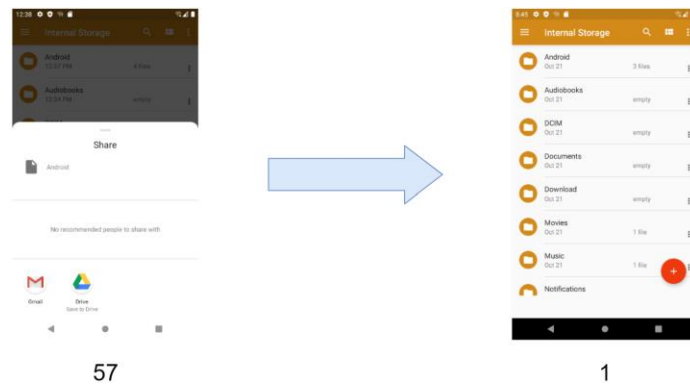 12:38
Internal Storage
Android
12:37 PM
4 files
Audiobooks
12:34 PM
empty
Share
Android
No recommended people to share with
Gmail
Drive
Save to Drive
57
5:45
Internal Storage
Android
Oct 21
3 files
Audiobooks
Oct 21
empty
DCIM
Oct 21
empty
Documents
Oct 21
empty
Download
Oct 21
empty
Movies
Oct 21
1 file
Music
Oct 21
1 file
Notifications
1